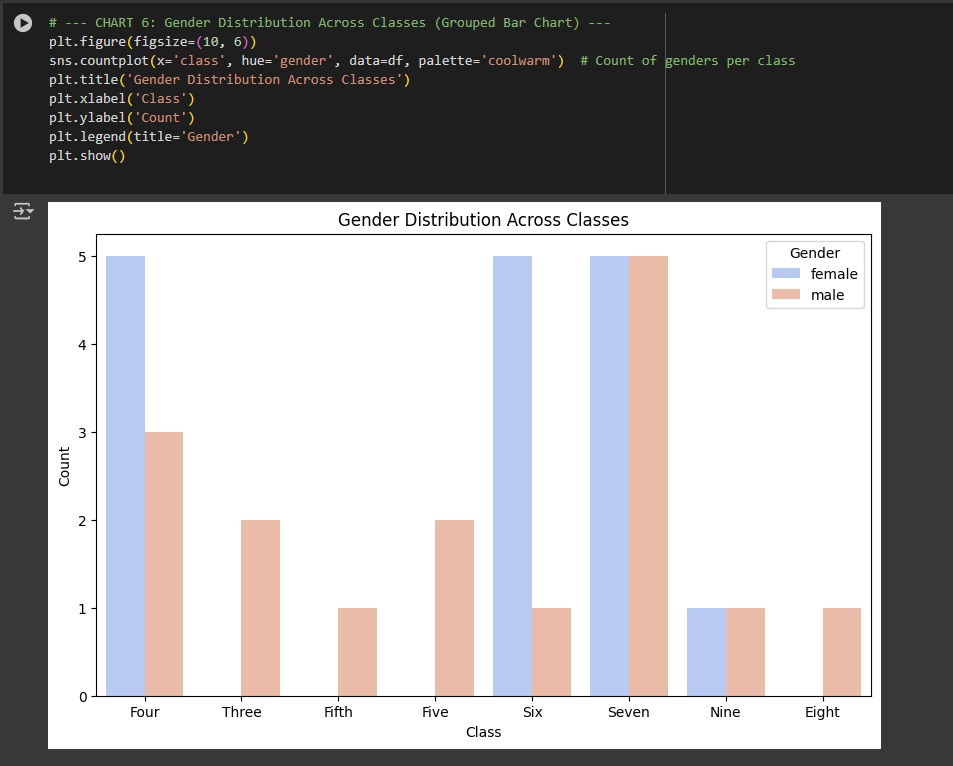 # --- CHART 6: Gender Distribution Across Classes (Grouped Bar Chart) ---
plt.figure(figsize=(10, 6))
sns.countplot(x='class', hue='gender', data=df, palette='coolwarm')  # Count of genders per class
plt.title('Gender Distribution Across Classes')
plt.xlabel('Class')
plt.ylabel('Count')
plt.legend(title='Gender')
plt.show()
Gender Distribution Across Classes
Gender
female
male
5
4
3
2
1
0
Count
Four Three Fifth Five Six Seven Nine Eight
Class